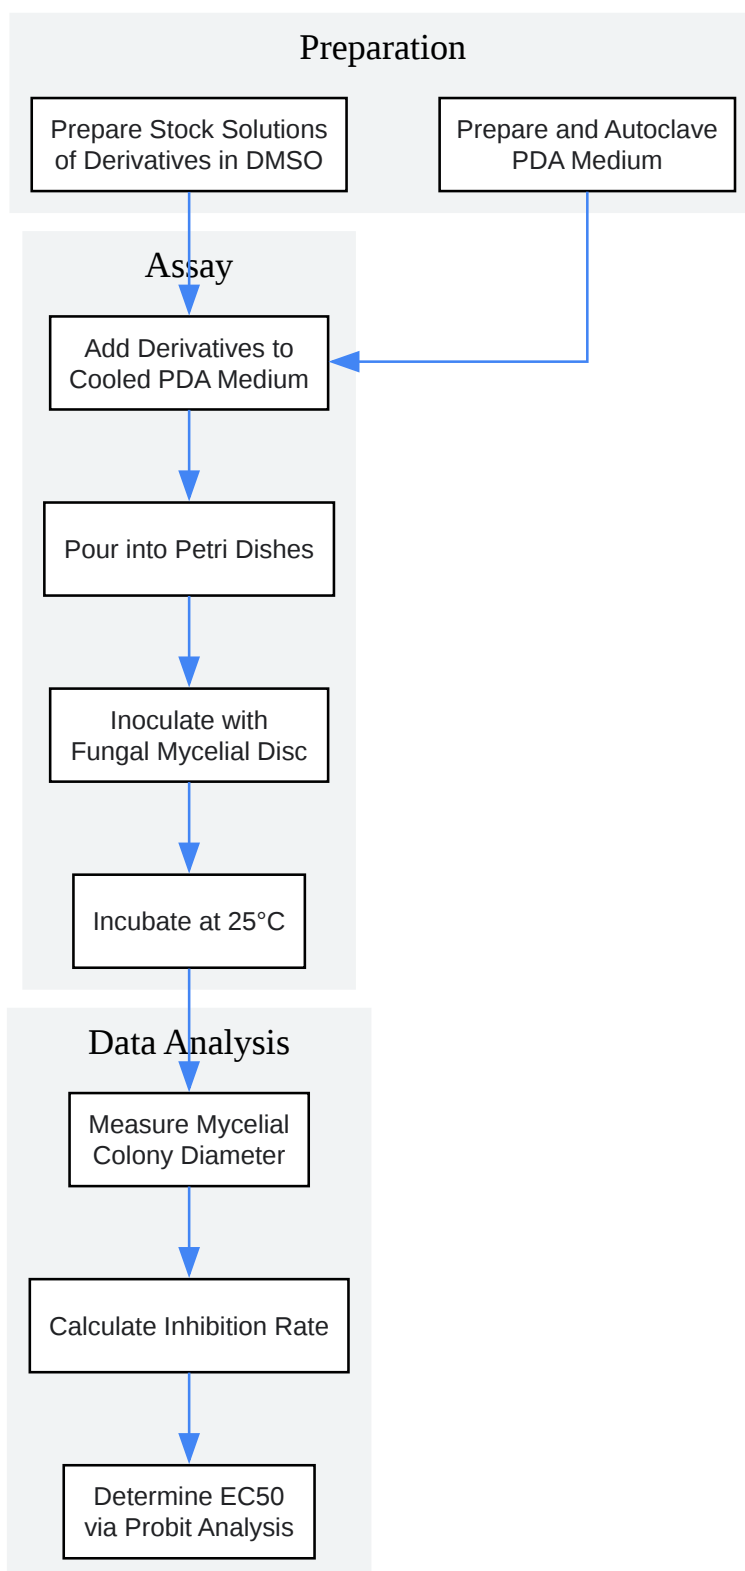 Preparation
Prepare Stock Solutions
of Derivatives in DMSO
Prepare and Autoclave
PDA Medium
Assay
Add Derivatives to
Cooled PDA Medium
Pour into Petri Dishes
Inoculate with
Fungal Mycelial Disc
Incubate at 25°C
Data Analysis
Measure Mycelial
Colony Diameter
Calculate Inhibition Rate
Determine EC50
via Probit Analysis